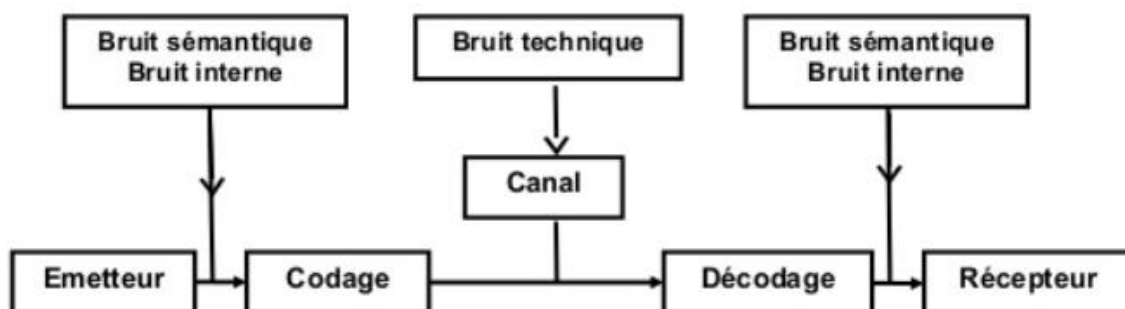 Bruit sémantique
Bruit interne
Bruit technique
Bruit sémantique
Bruit interne
Canal
Emetteur
Codage
Décodage
Récepteur